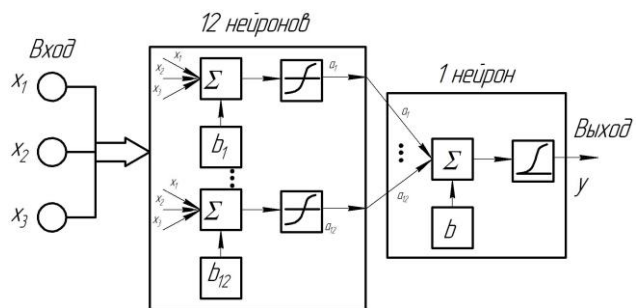 12 нейронов
Вход
1 нейрон
x₁
x₂
x₃
x₁
x₂
x₃
Σ
a₁
b₁
x₁
x₂
x₃
Σ
a₁₂
b₁₂
a₁
a₁₂
Σ
b
Выход
y